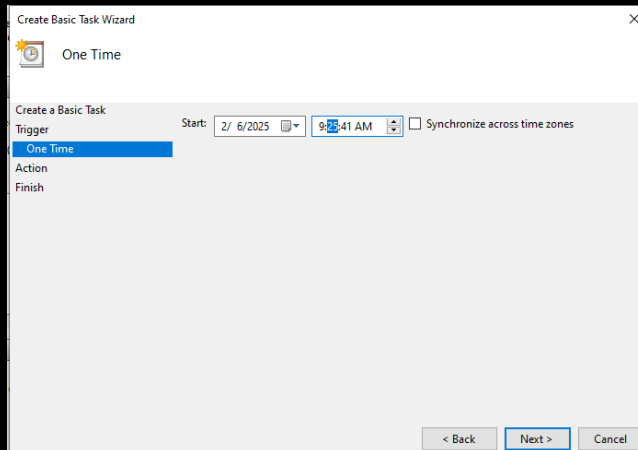 Create Basic Task Wizard
One Time
Create a Basic Task
Trigger
One Time
Action
Finish
Start: 2/ 6/2025 9:25:41 AM Synchronize across time zones
< Back Next > Cancel